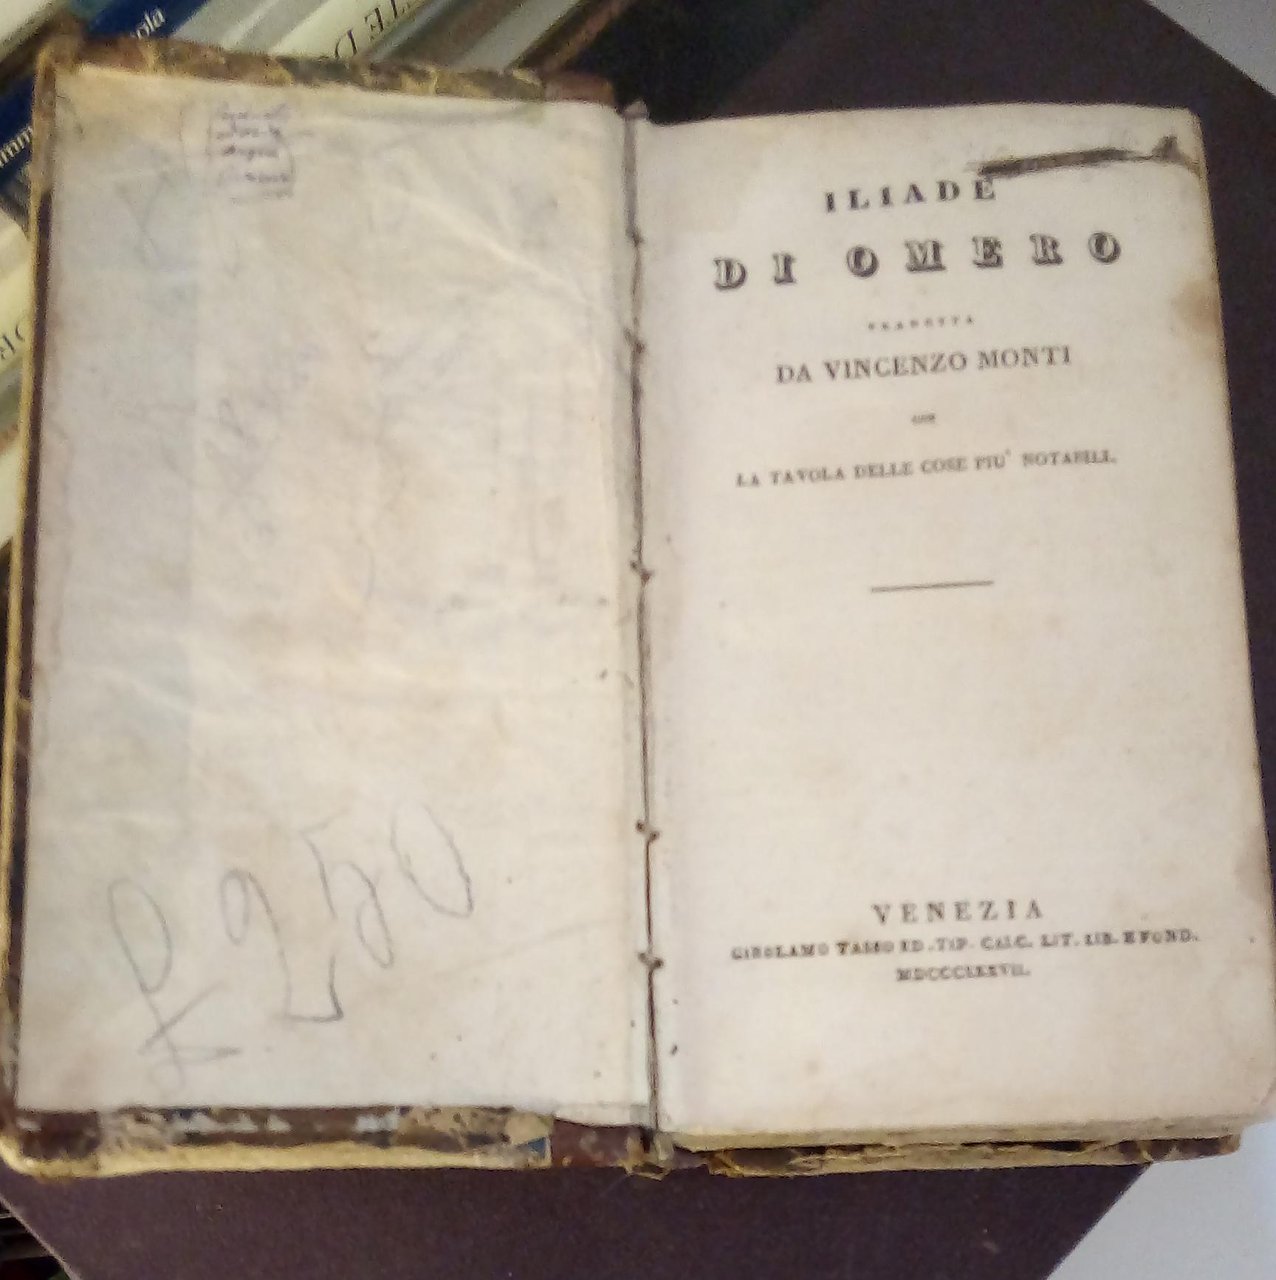 ILIADE
DI OMERO
TRADOTTA
DA VINCENZO MONTI
CON
LA TAVOLA DELLE COSE PIU' NOTABILI.
VENEZIA
GIROLAMO TASSO ED. TIP. CALC. LIT. LIB. E FOND.
£ 250